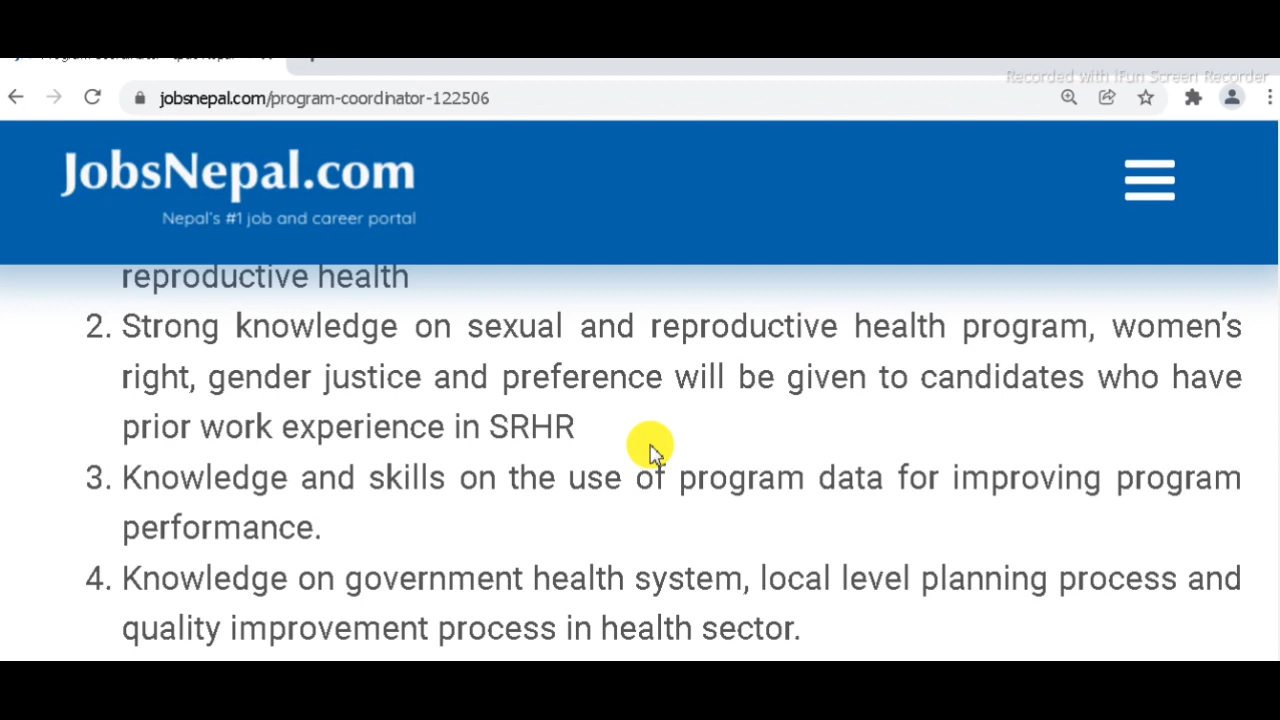 Recorded with iFun Screen Recorder
jobsnepal.com/program-coordinator-122506
JobsNepal.com
Nepal's #1 job and career portal
reproductive health
2. Strong knowledge on sexual and reproductive health program, women's
right, gender justice and preference will be given to candidates who have
prior work experience in SRHR
3. Knowledge and skills on the use of program data for improving program
performance.
4. Knowledge on government health system, local level planning process and
quality improvement process in health sector.